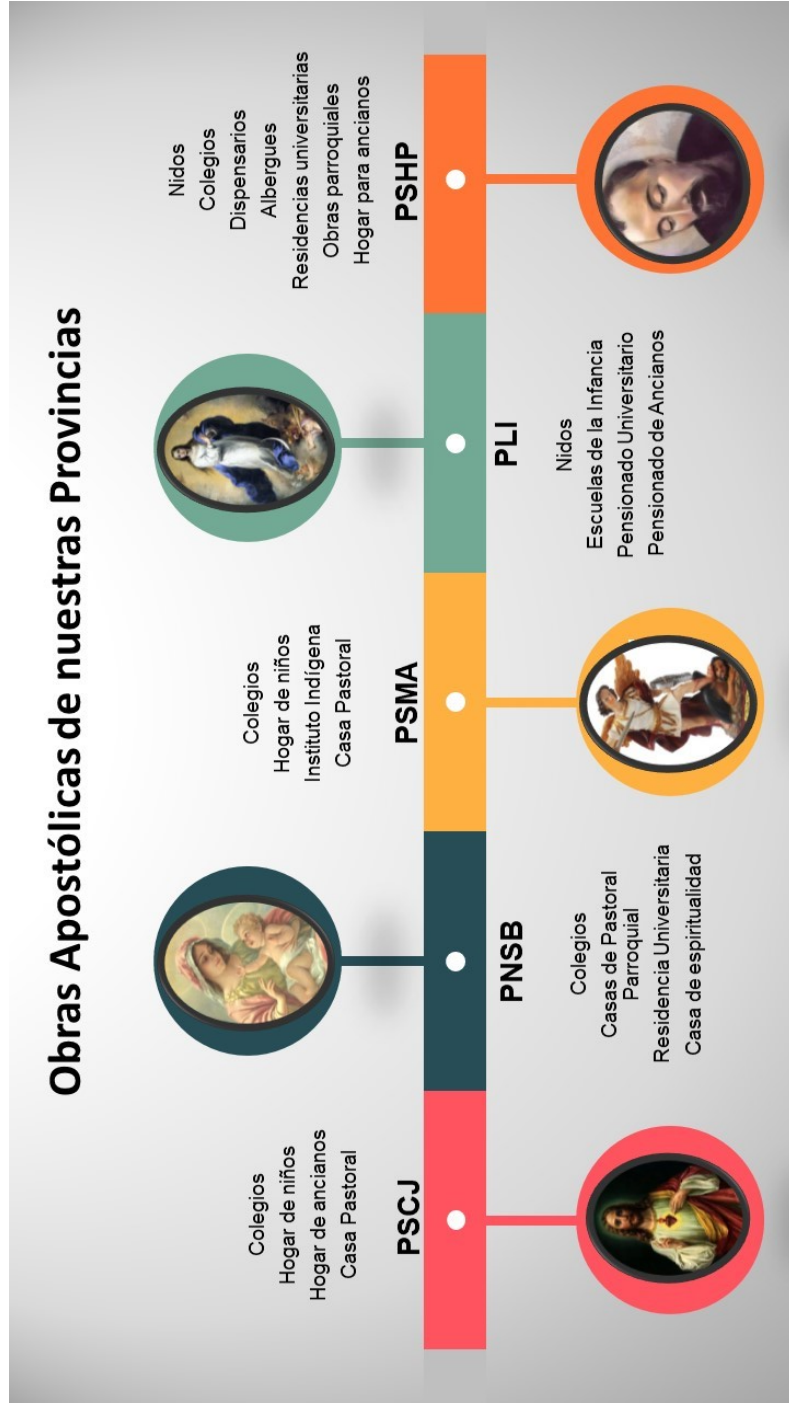 Obras Apostólicas de nuestras Provincias
Colegios
Hogar de niños
Hogar de ancianos
Casa Pastoral
PSCJ
PNSB
Colegios
Casas de Pastoral
Parroquial
Residencia Universitaria
Casa de espiritualidad
Colegios
Hogar de niños
Instituto Indígena
Casa Pastoral
PSMA
PLI
Nidos
Escuelas de la Infancia
Pensionado Universitario
Pensionado de Ancianos
Nidos
Colegios
Dispensarios
Albergues
Residencias universitarias
Obras parroquiales
Hogar para ancianos
PSHP